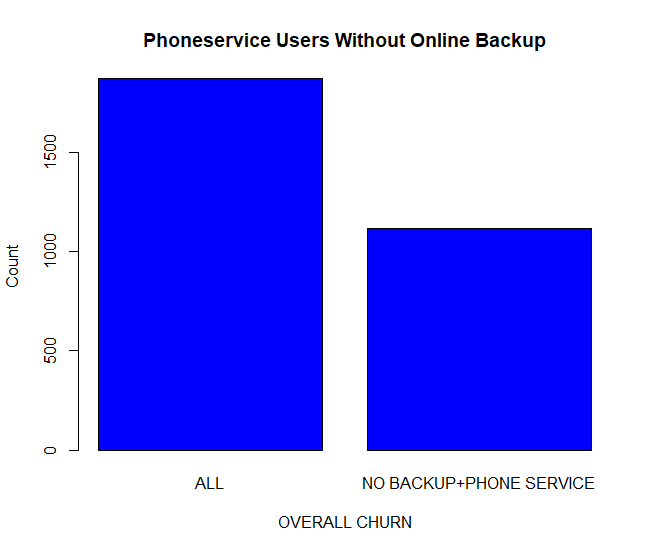 Phoneservice Users Without Online Backup
Count
1500
1000
500
0
ALL
NO BACKUP+PHONE SERVICE
OVERALL CHURN